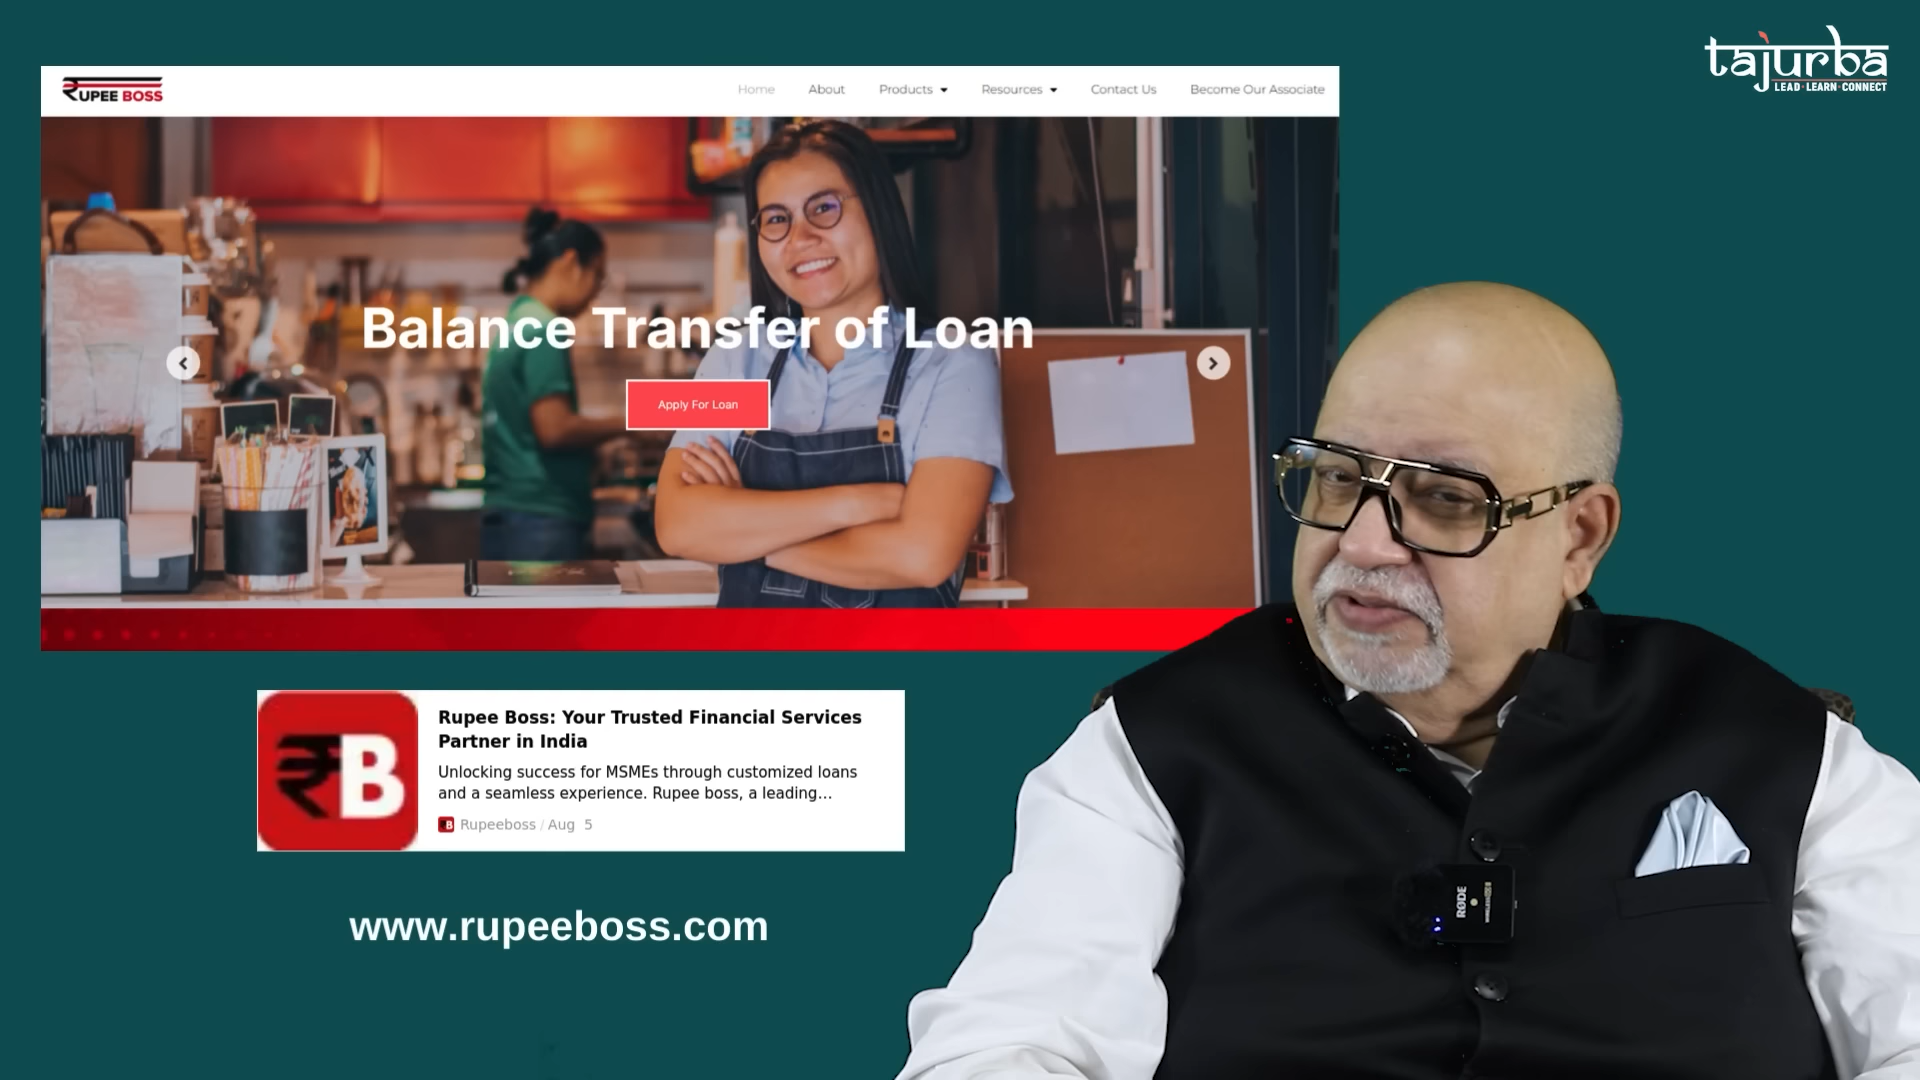 tajurba
LEAD·LEARN·CONNECT
₹UPEE BOSS
Home About Products Resources Contact Us Become Our Associate
Balance Transfer of Loan
Apply For Loan
₹B
Rupee Boss: Your Trusted Financial Services
Partner in India
Unlocking success for MSMEs through customized loans
and a seamless experience. Rupee boss, a leading...
Rupeeboss / Aug 5
www.rupeeboss.com
RØDE